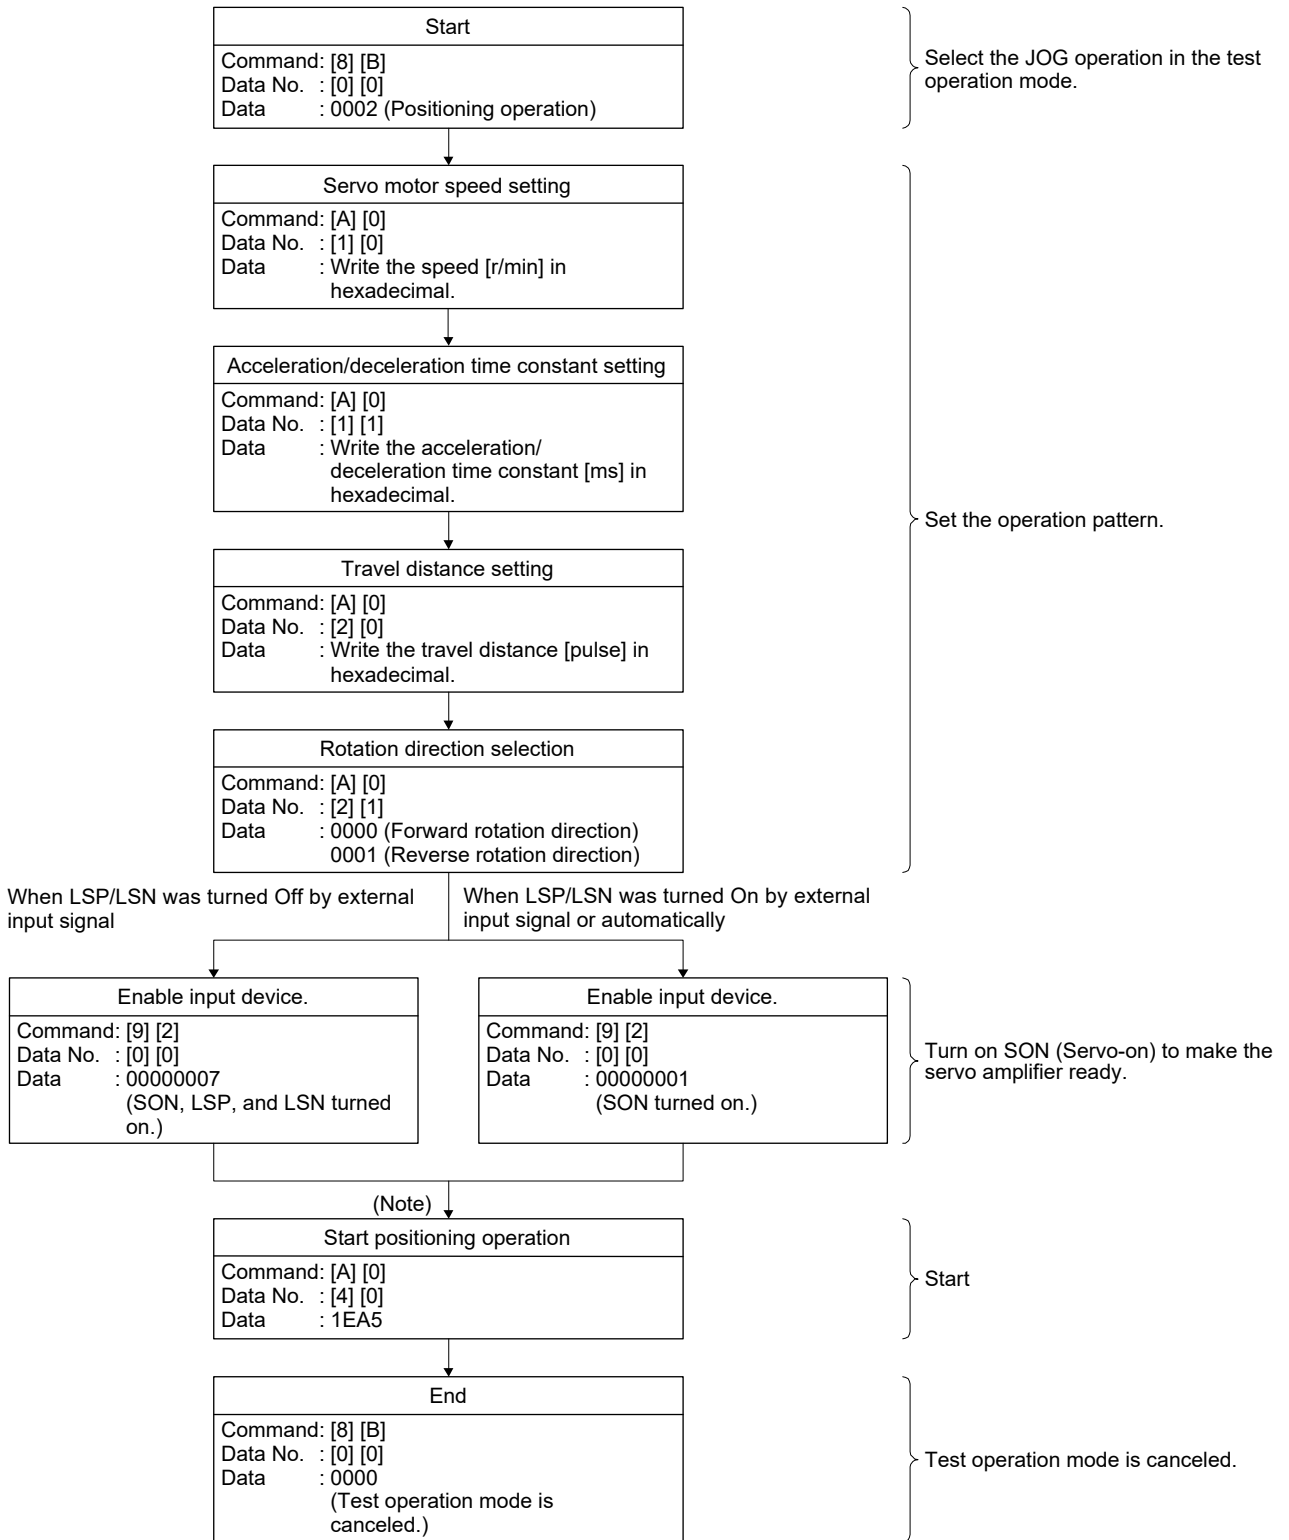 Start
Command: [8] [B]
Data No. : [0] [0]
Data : 0002 (Positioning operation)
Select the JOG operation in the test
operation mode.
Servo motor speed setting
Command: [A] [0]
Data No. : [1] [0]
Data : Write the speed [r/min] in
hexadecimal.
Acceleration/deceleration time constant setting
Command: [A] [0]
Data No. : [1] [1]
Data : Write the acceleration/
deceleration time constant [ms] in
hexadecimal.
Set the operation pattern.
Travel distance setting
Command: [A] [0]
Data No. : [2] [0]
Data : Write the travel distance [pulse] in
hexadecimal.
Rotation direction selection
Command: [A] [0]
Data No. : [2] [1]
Data : 0000 (Forward rotation direction)
0001 (Reverse rotation direction)
When LSP/LSN was turned Off by external
input signal
When LSP/LSN was turned On by external
input signal or automatically
Enable input device.
Command: [9] [2]
Data No. : [0] [0]
Data : 00000007
(SON, LSP, and LSN turned
on.)
Enable input device.
Command: [9] [2]
Data No. : [0] [0]
Data : 00000001
(SON turned on.)
Turn on SON (Servo-on) to make the
servo amplifier ready.
(Note)
Start positioning operation
Command: [A] [0]
Data No. : [4] [0]
Data : 1EA5
Start
End
Command: [8] [B]
Data No. : [0] [0]
Data : 0000
(Test operation mode is
canceled.)
Test operation mode is canceled.